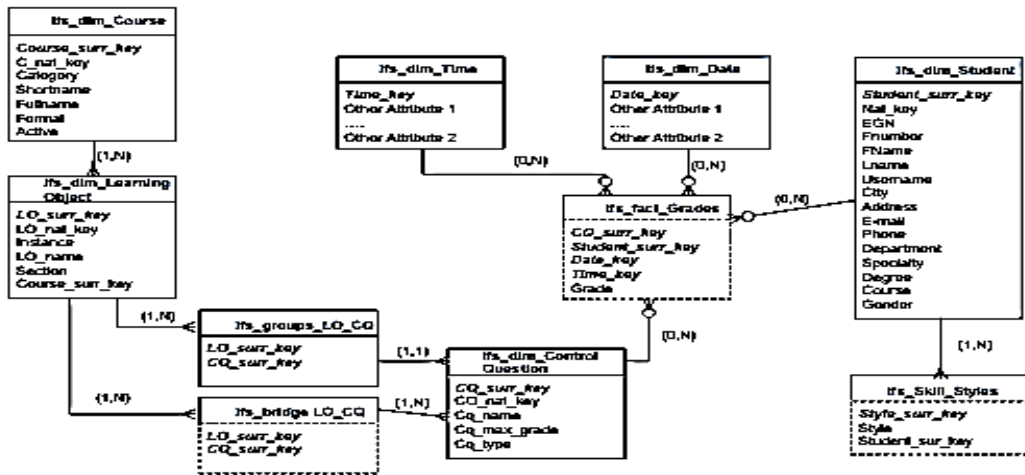 lfs_dim_Course
Course_surr_key
C_nat_key
Category
Shortname
Fullname
Format
Active
(1,N)
lfs_dim_Learning
Object
LO_surr_key
LO_nat_key
Instance
LO_name
Section
Course_surr_key
lfs_dim_Time
Time_key
Other Attribute 1
.....
Other Attribute 2
(0,N)
lfs_dim_Date
Date_key
Other Attribute 1
.....
Other Attribute 2
(0,N)
lfs_fact_Grades
CQ_surr_key
Student_surr_key
Date_key
Time_key
Grade
(0,N)
lfs_dim_Student
Student_surr_key
Nat_key
EGN
Fnumber
FName
Lname
Username
City
Address
E-mail
Phone
Department
Specialty
Degree
Course
Gender
(0,N)
(1,N)
lfs_groups_LO_CQ
LO_surr_key
CQ_surr_key
(1,1)
(1,N)
lfs_bridge LO_CQ
LO_surr_key
CQ_surr_key
(1,N)
lfs_dim_Control
Question
CQ_surr_key
CQ_nat_key
Cq_name
Cq_max_grade
Cq_type
(1,N)
lfs_Skill_Styles
Style_surr_key
Style
Student_sur_key